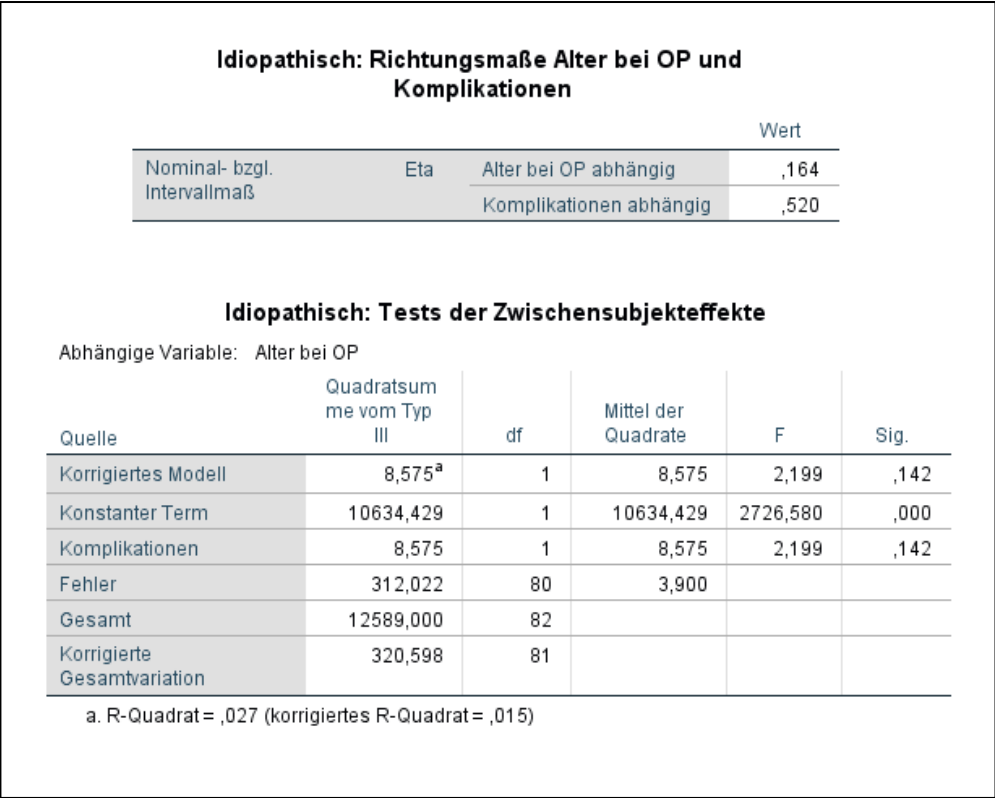 Idiopathisch: Richtungsmaße Alter bei OP und
Komplikationen
Wert
Nominal- bzgl. Eta Alter bei OP abhängig ,164
Intervallmaß
Komplikationen abhängig ,520
Idiopathisch: Tests der Zwischensubjekteffekte
Abhängige Variable: Alter bei OP
Quadratsum
me vom Typ Mittel der
Quelle III df Quadrate F Sig.
Korrigiertes Modell 8,575a 1 8,575 2,199 ,142
Konstanter Term 10634,429 1 10634,429 2726,580 ,000
Komplikationen 8,575 1 8,575 2,199 ,142
Fehler 312,022 80 3,900
Gesamt 12589,000 82
Korrigierte 320,598 81
Gesamtvariation
a. R-Quadrat = ,027 (korrigiertes R-Quadrat = ,015)